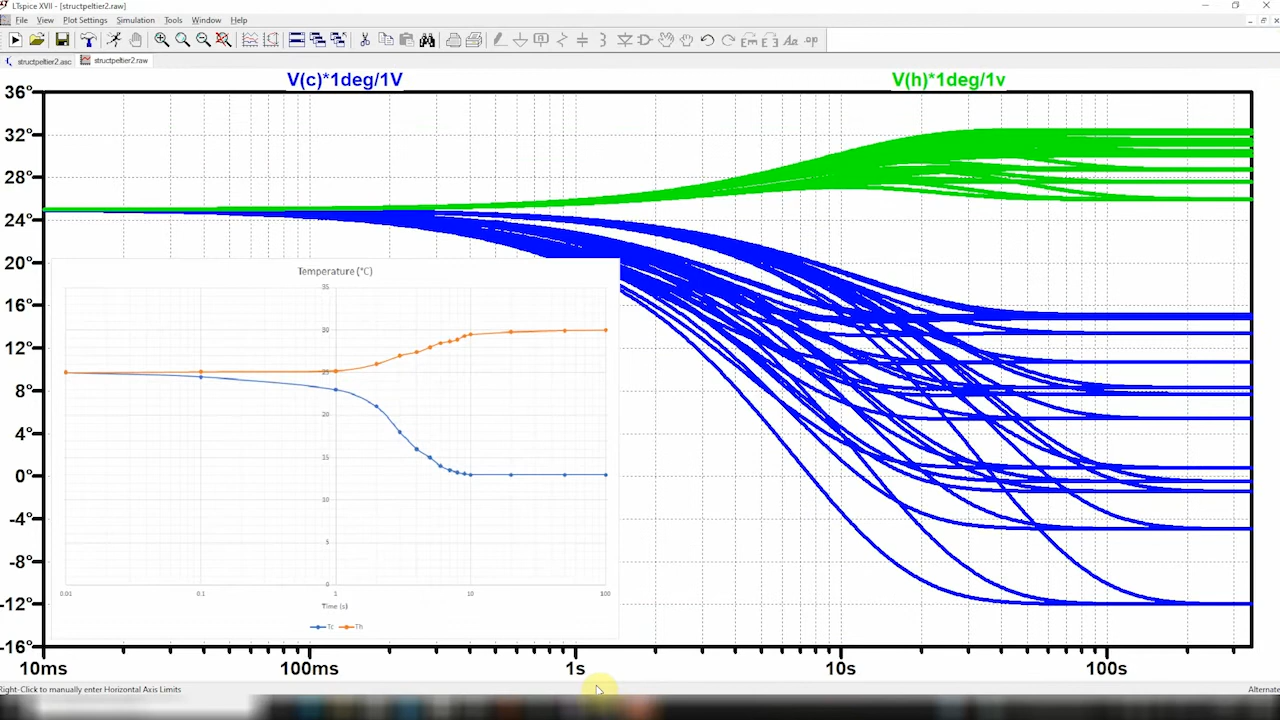 LTspice XVII - [structpeltier2.raw]
File View Plot Settings Simulation Tools Window Help
structpeltier2.asc structpeltier2.raw
V(c)*1deg/1V V(h)*1deg/1v
36°
32°
28°
24°
20°
16°
12°
8°
4°
0°
-4°
-8°
-12°
-16°
10ms 100ms 1s 10s 100s
Temperature (°C)
35
30
25
20
15
10
5
0
0.01 0.1 1 10 100
Time (s)
Tc Th
Right-Click to manually enter Horizontal Axis Limits
Alternate